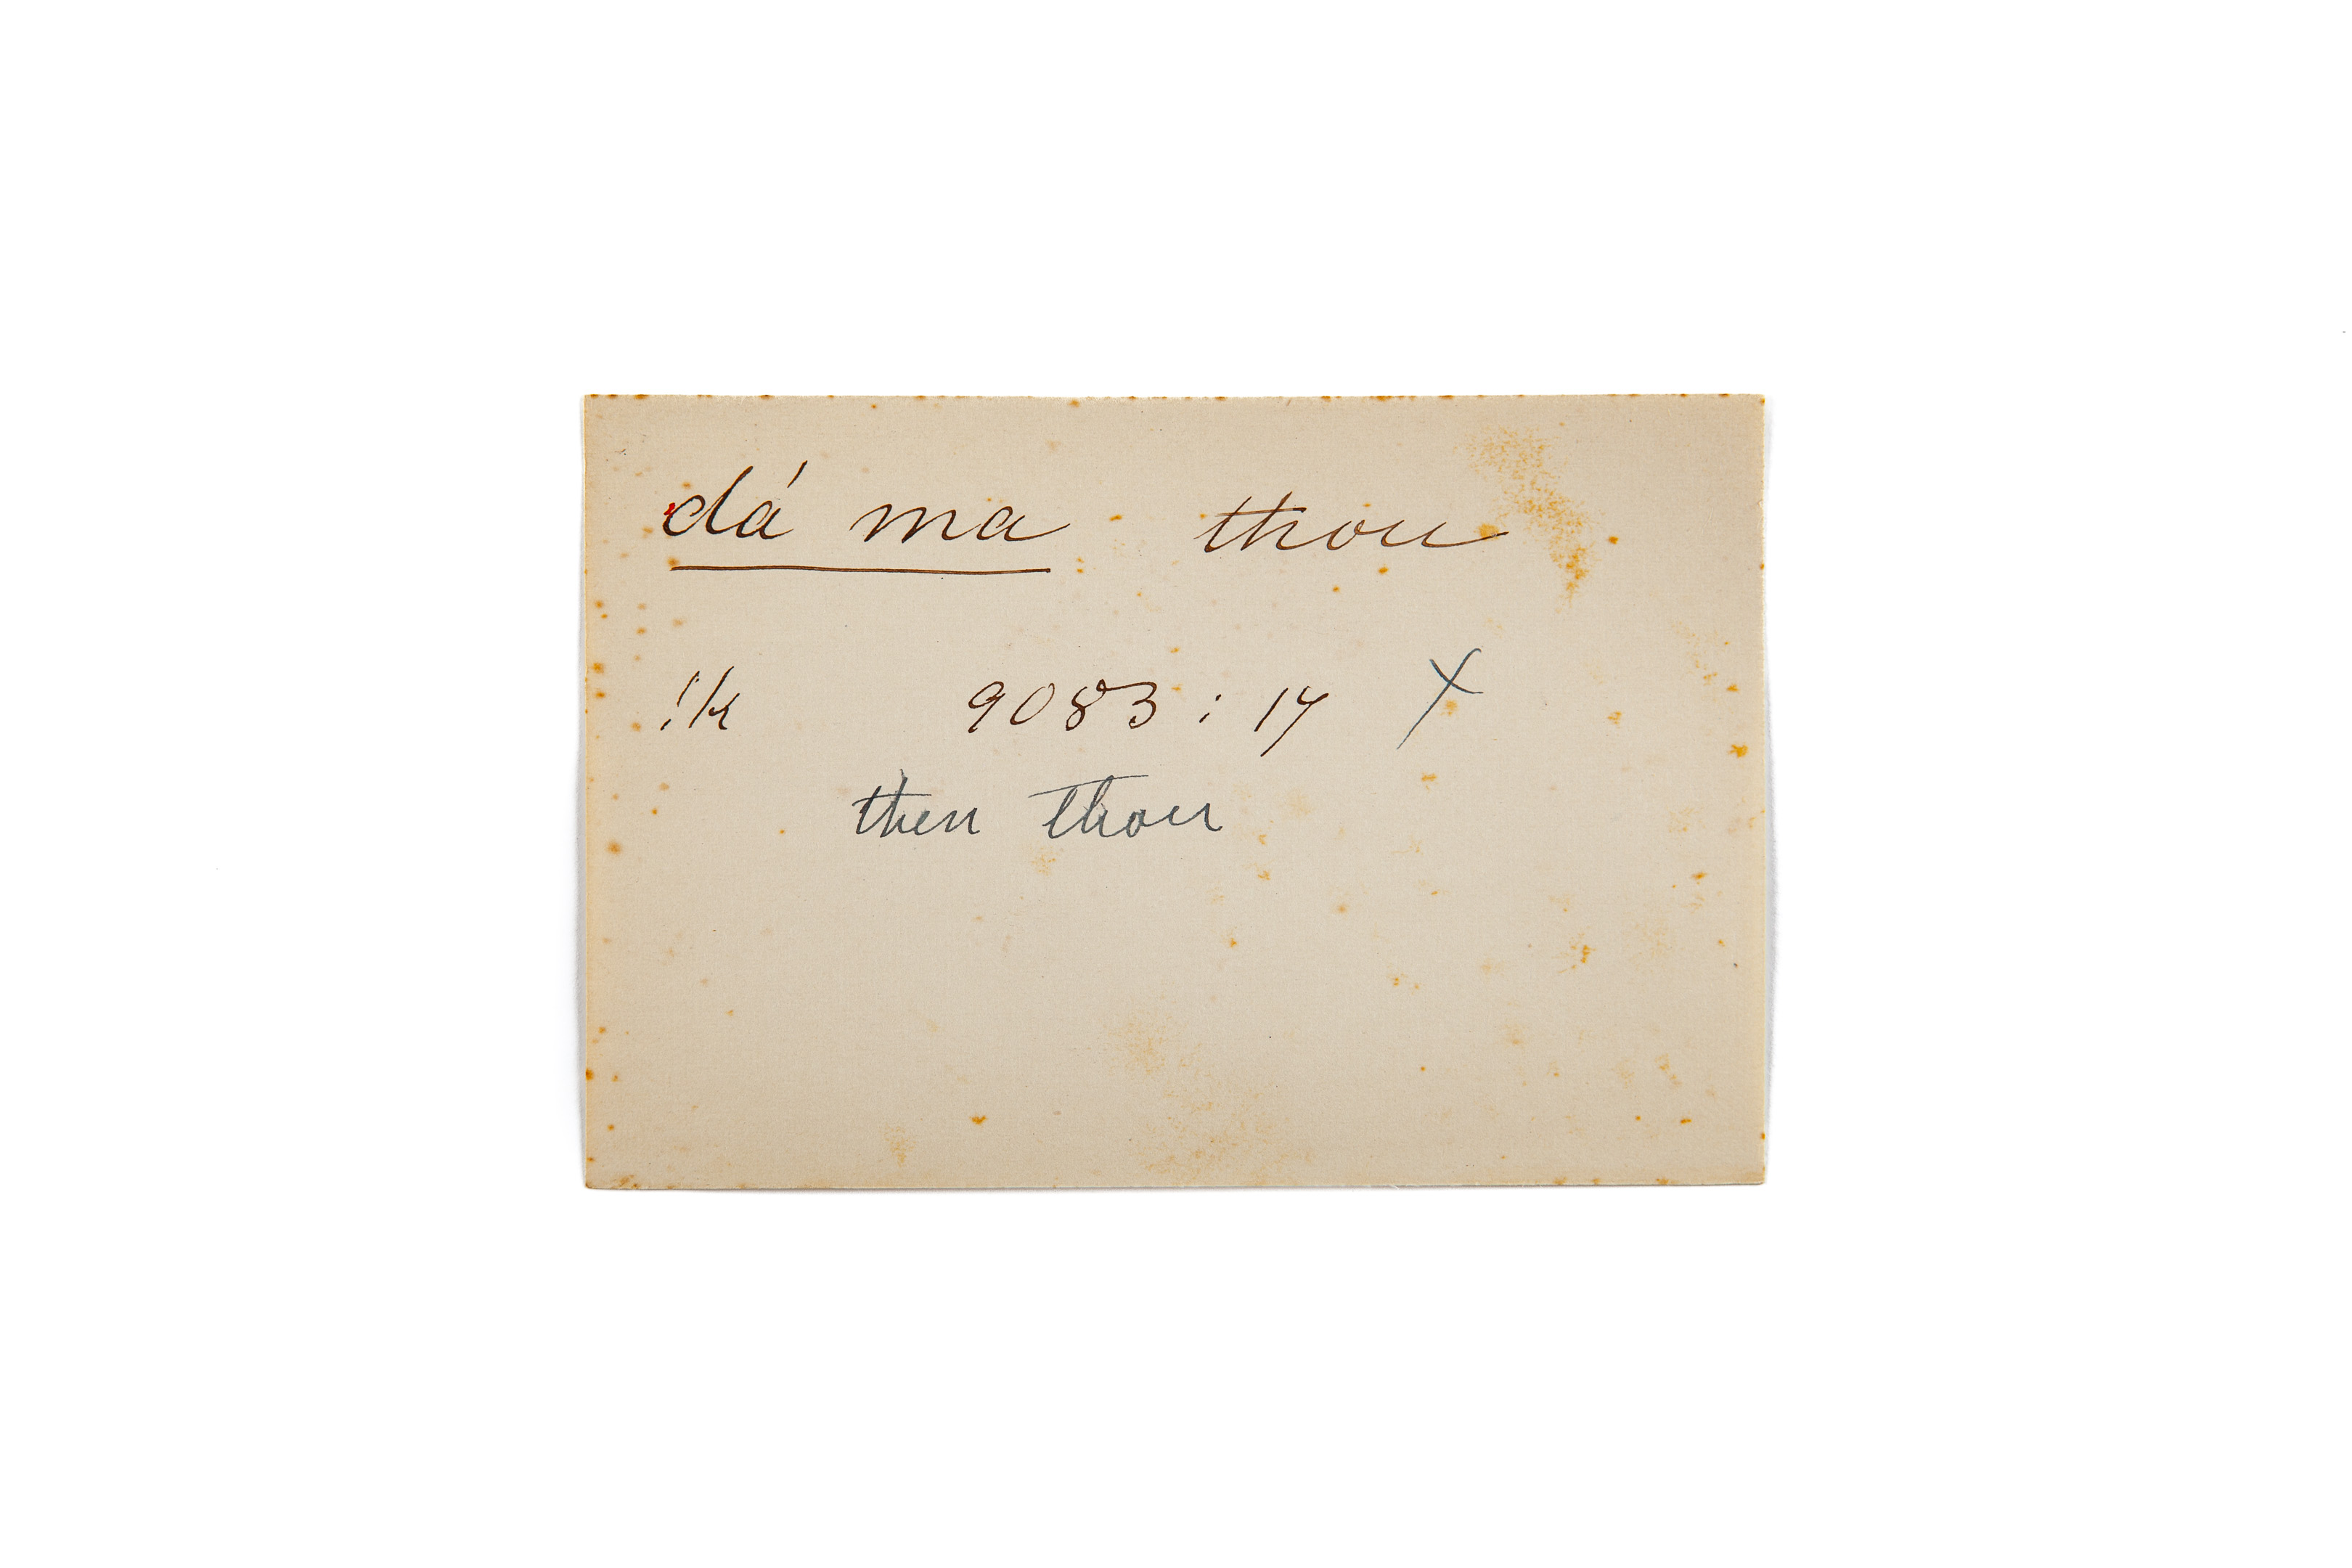 dá ma thou
!k 9083 : 17 X
then thou